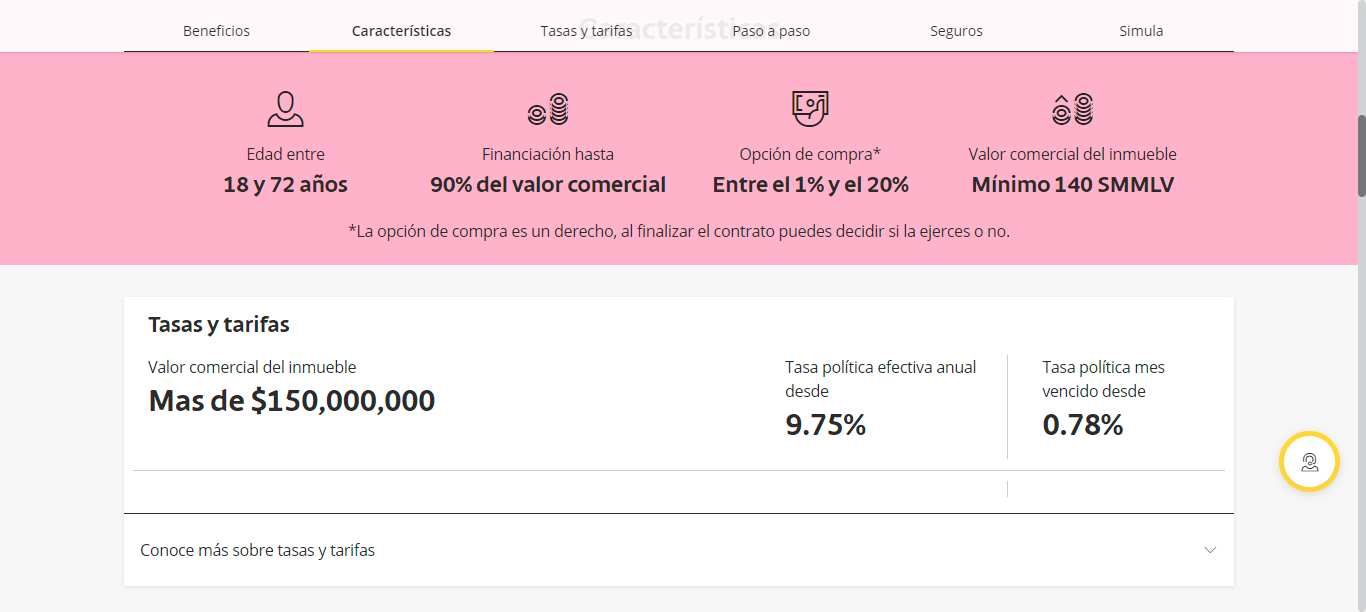 Características
Beneficios
Características
Tasas y tarifas
Paso a paso
Seguros
Simula
Edad entre
18 y 72 años
Financiación hasta
90% del valor comercial
Opción de compra*
Entre el 1% y el 20%
Valor comercial del inmueble
Mínimo 140 SMMLV
*La opción de compra es un derecho, al finalizar el contrato puedes decidir si la ejerces o no.
Tasas y tarifas
Valor comercial del inmueble
Mas de $150,000,000
Tasa política efectiva anual
desde
9.75%
Tasa política mes
vencido desde
0.78%
Conoce más sobre tasas y tarifas